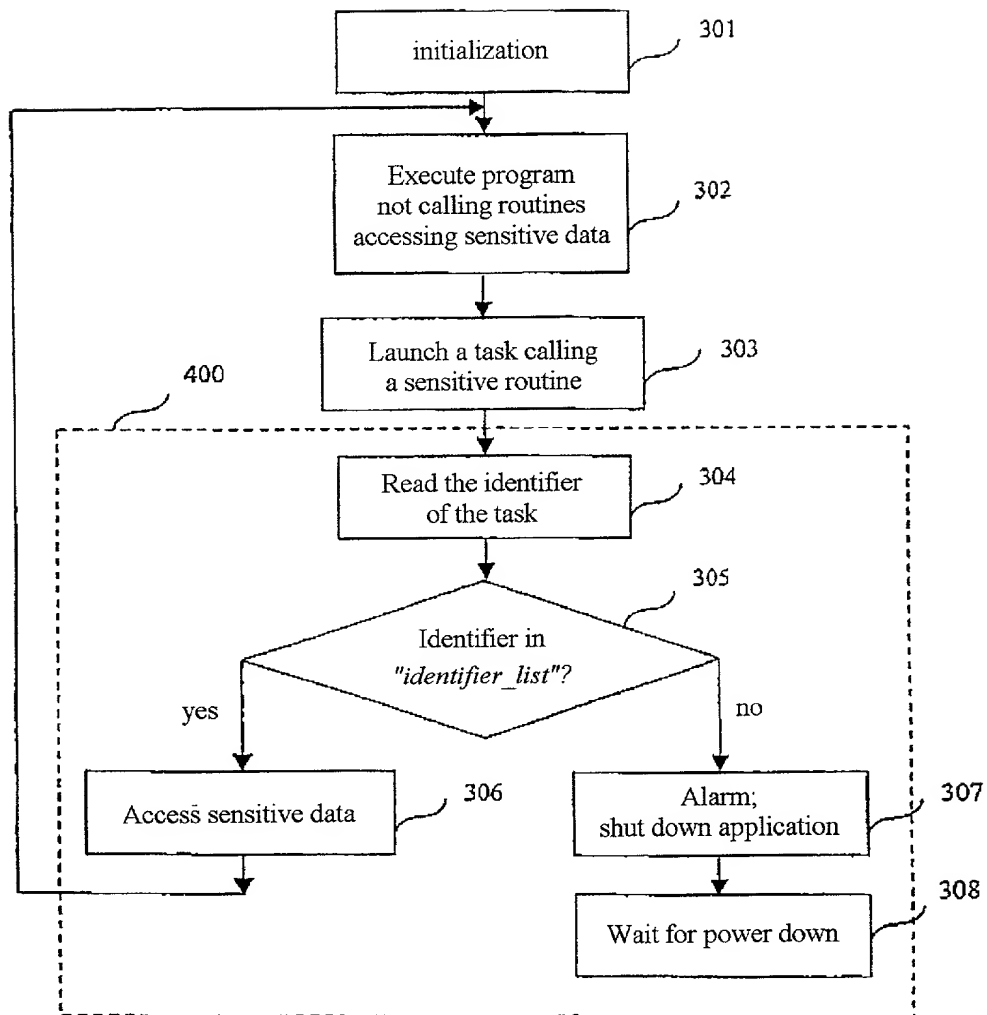 initialization
301
Execute program
not calling routines
accessing sensitive data
302
Launch a task calling
a sensitive routine
303
400
Read the identifier
of the task
304
305
Identifier in
"identifier_list"?
yes
no
Access sensitive data
306
Alarm;
shut down application
307
Wait for power down
308